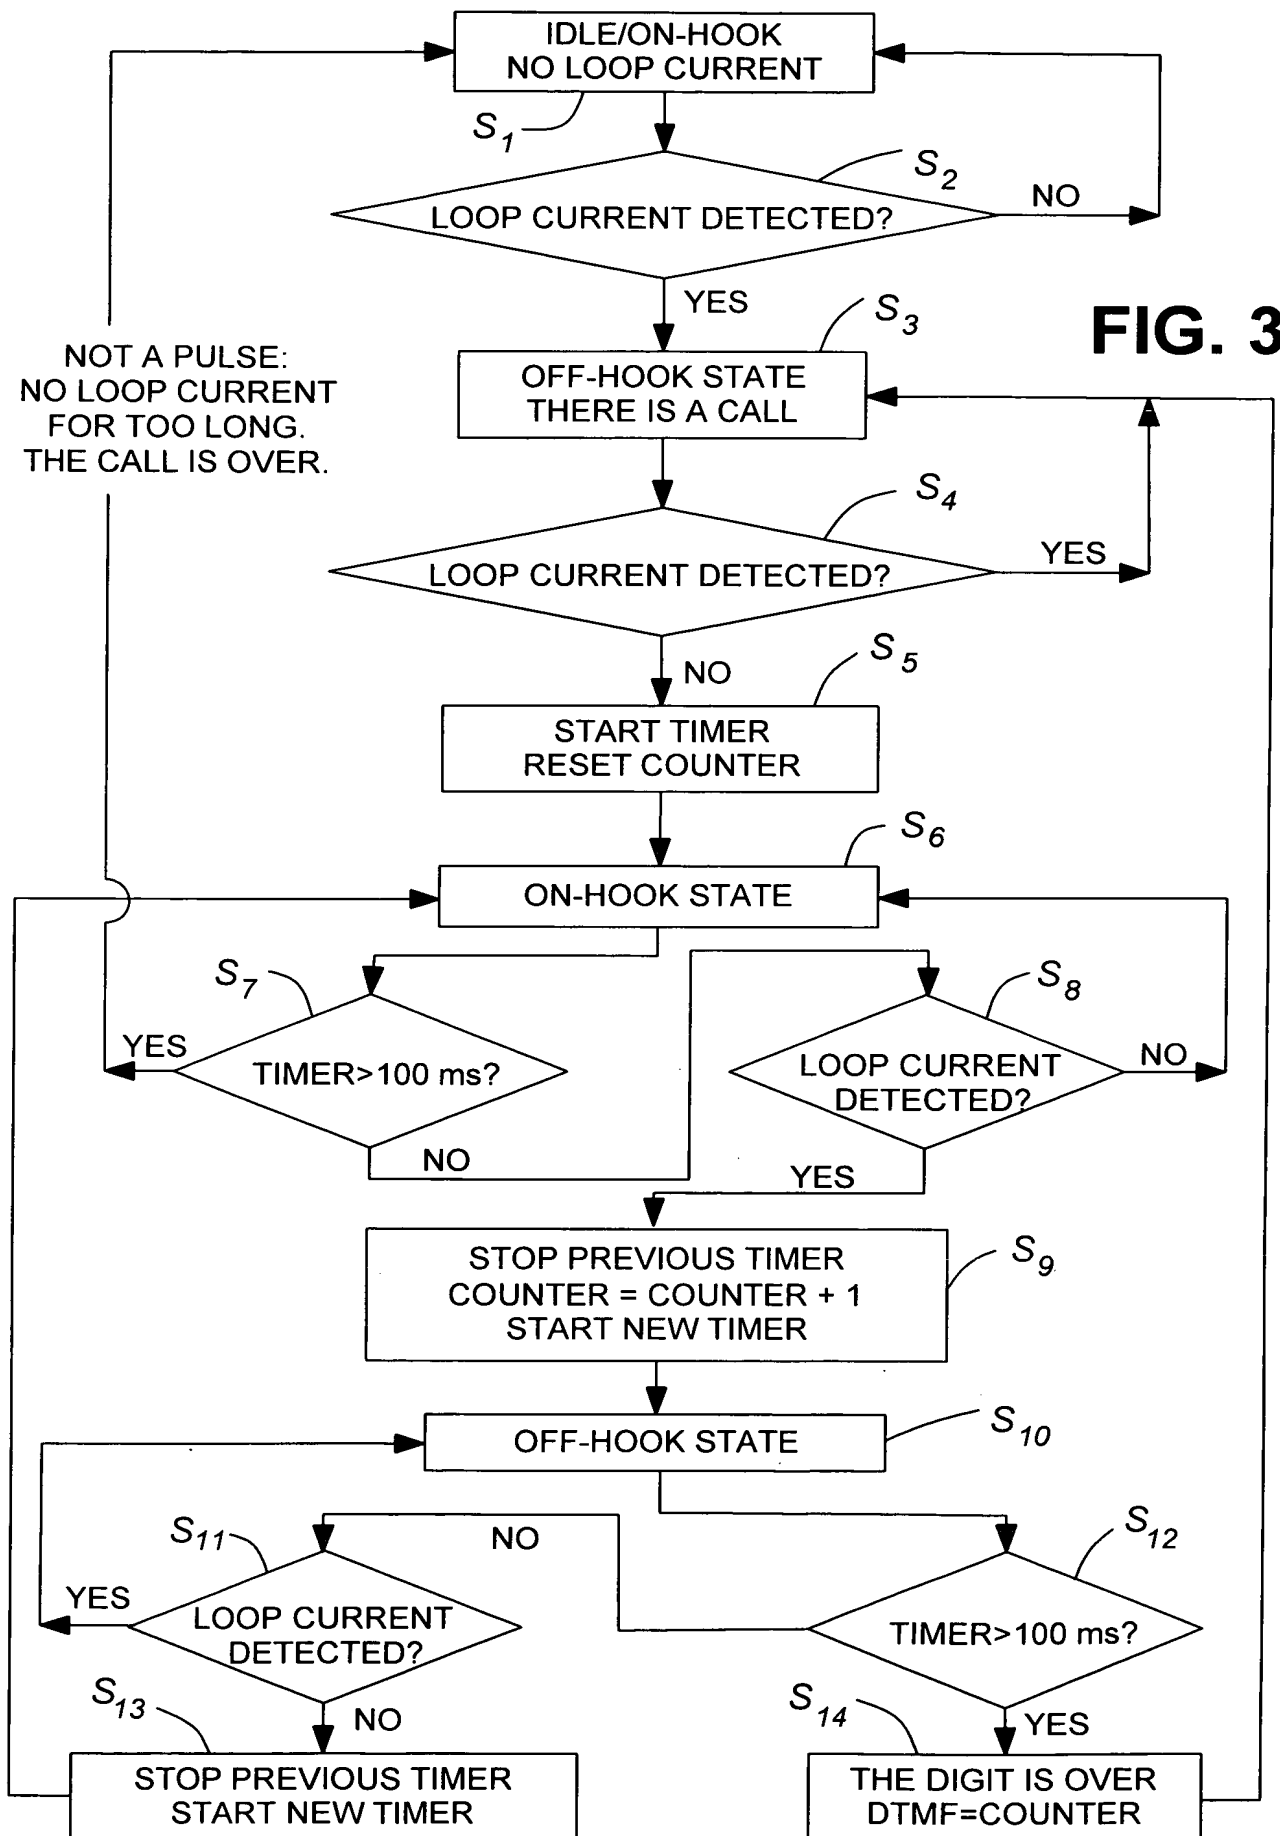 IDLE/ON-HOOK
NO LOOP CURRENT
S1
S2
LOOP CURRENT DETECTED?
NO
YES
S3
FIG. 3
NOT A PULSE:
NO LOOP CURRENT
FOR TOO LONG.
THE CALL IS OVER.
OFF-HOOK STATE
THERE IS A CALL
S4
LOOP CURRENT DETECTED?
YES
NO
S5
START TIMER
RESET COUNTER
S6
ON-HOOK STATE
S7
S8
YES
TIMER>100 ms?
LOOP CURRENT
DETECTED?
NO
NO
YES
STOP PREVIOUS TIMER
COUNTER = COUNTER + 1
START NEW TIMER
S9
OFF-HOOK STATE
S10
S11
NO
S12
YES
LOOP CURRENT
DETECTED?
TIMER>100 ms?
S13
NO
S14
YES
STOP PREVIOUS TIMER
START NEW TIMER
THE DIGIT IS OVER
DTMF=COUNTER